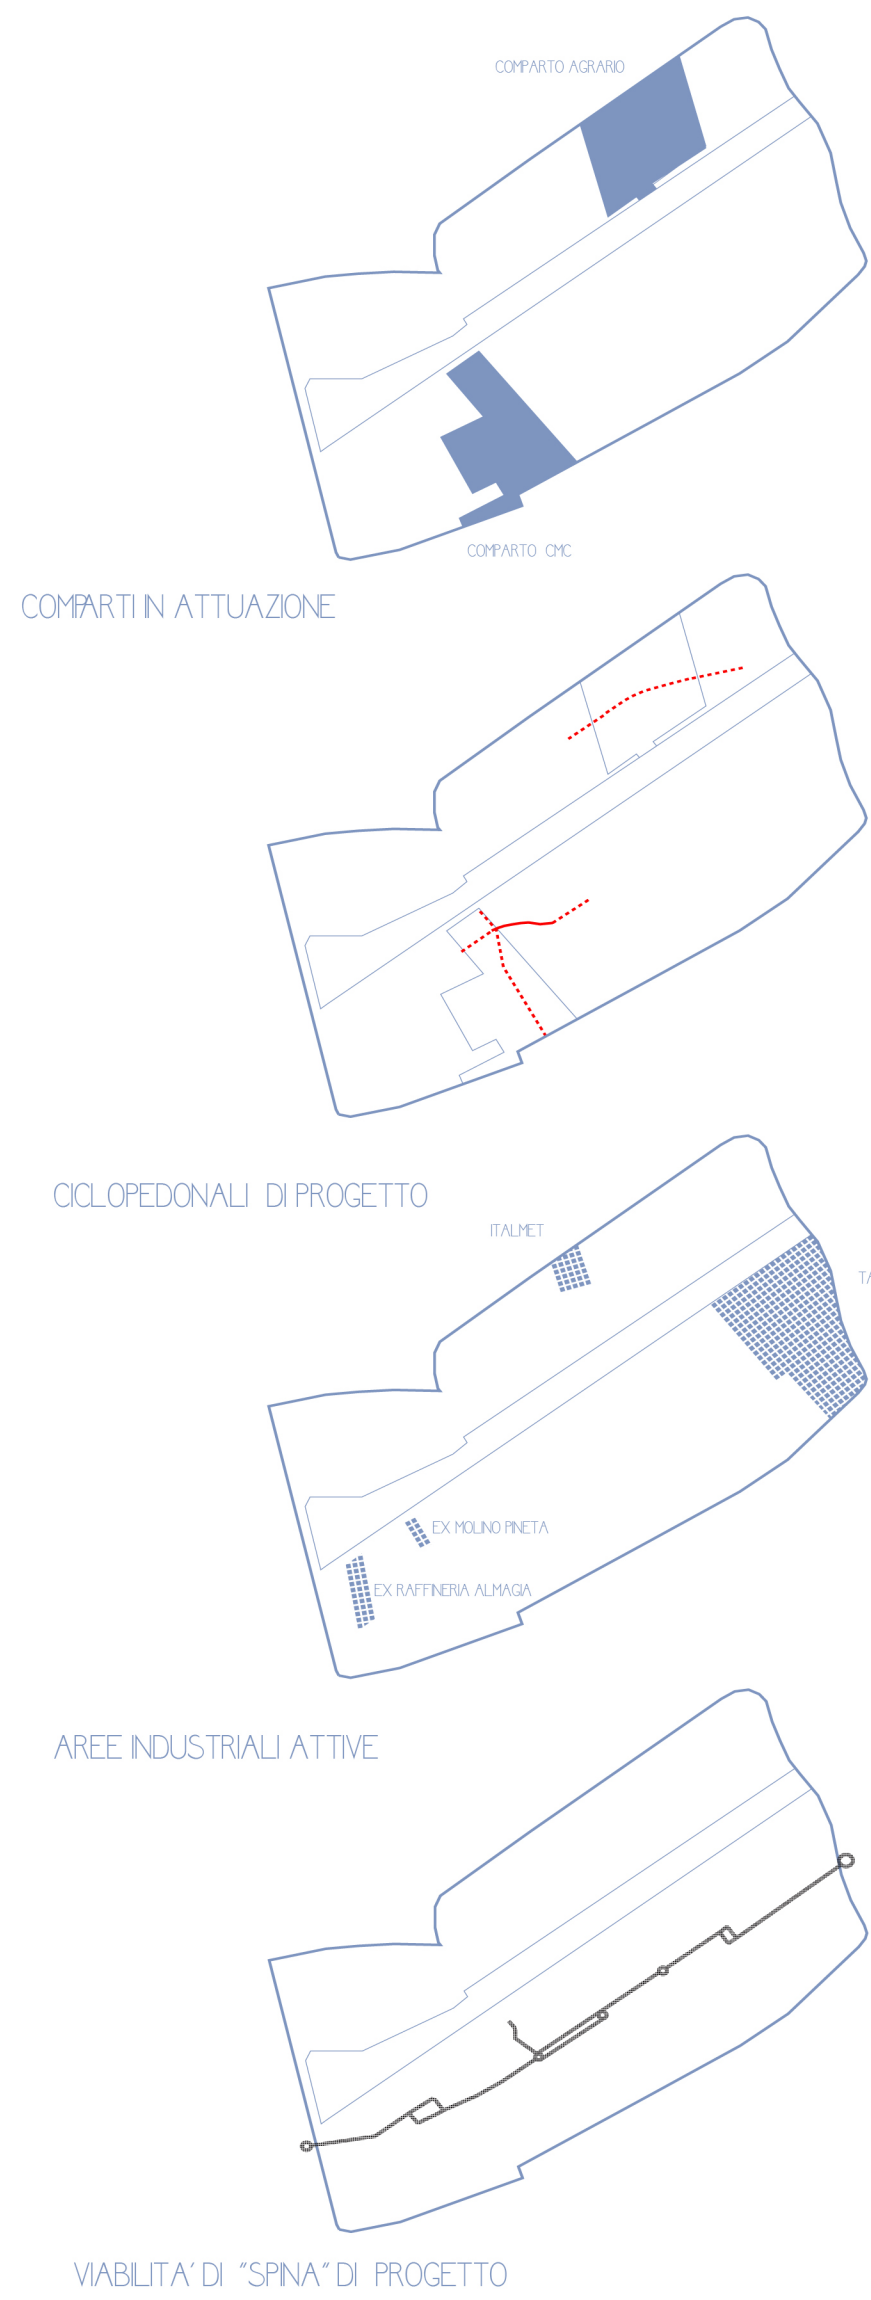 COMPARTO AGRARIO
COMPARTO CMC
COMPARTI IN ATTUAZIONE
CICLOPEDONALI DI PROGETTO
ITALMET
TA
EX MOLINO PINETA
EX RAFFINERIA ALMAGIA
AREE INDUSTRIALI ATTIVE
VIABILITA' DI "SPINA" DI PROGETTO